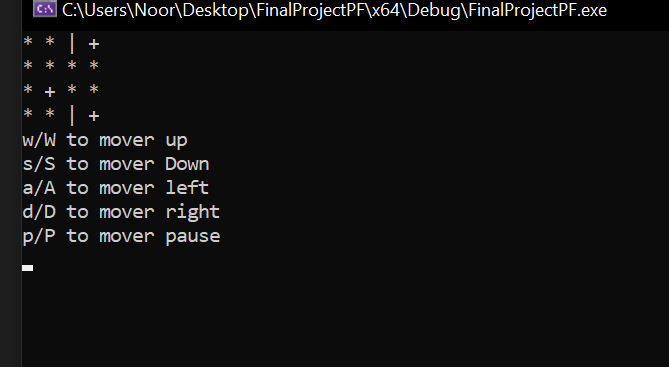 C:\Users\Noor\Desktop\FinalProjectPF\x64\Debug\FinalProjectPF.exe
* * | +
* * * *
* + * *
* * | +
w/W to mover up
s/S to mover Down
a/A to mover left
d/D to mover right
p/P to mover pause